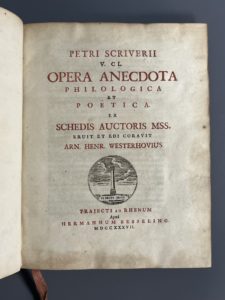 PETRI SCRIVERII
V. CL.
OPERA ANECDOTA
PHILOLOGICA
ET
POETICA.
EX
SCHEDIS AUCTORIS MSS.
ERUIT ET EDI CURAVIT
ARN. HENR. WESTERHOVIUS
TRAJECTI AD RHENUM
Apud
HERMANNUM BESSELING.
MDCCXXXVII.